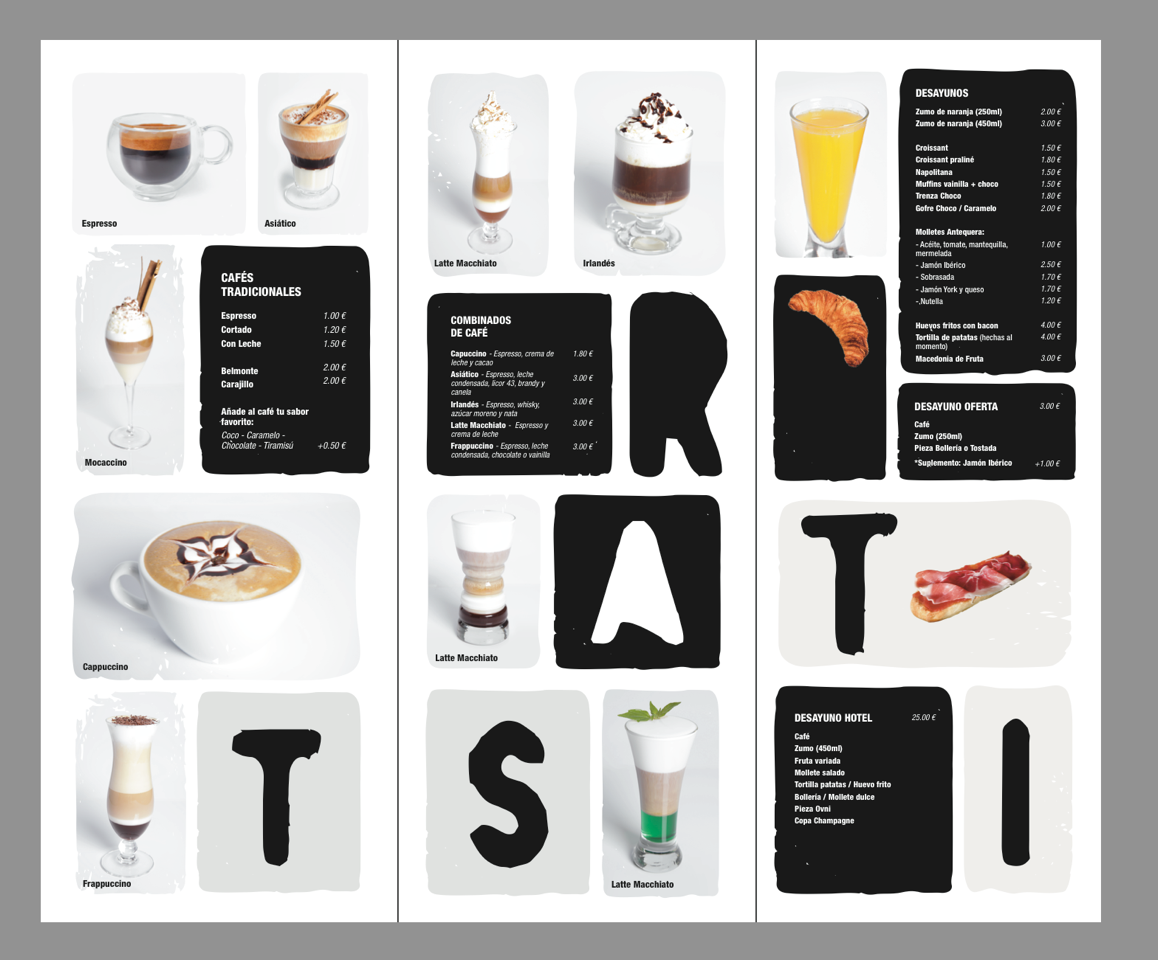 Espresso
Asiático
Mocaccino
CAFÉS
TRADICIONALES
Espresso 1.00 €
Cortado 1.20 €
Con Leche 1.50 €
Belmonte 2.00 €
Carajillo 2.00 €
Añade al café tu sabor
favorito:
Coco - Caramelo -
Chocolate - Tiramisú +0.50 €
Cappuccino
Frappuccino
T
Latte Macchiato
Irlandés
COMBINADOS
DE CAFÉ
Capuccino - Espresso, crema de 1.80 €
leche y cacao
Asiático - Espresso, leche
condensada, licor 43, brandy y 3.00 €
canela
Irlandés - Espresso, whisky, 3.00 €
azúcar moreno y nata
Latte Macchiato - Espresso y 3.00 €
crema de leche
Frappuccino - Espresso, leche 3.00 €
condensada, chocolate o vainilla
R
Latte Macchiato
A
S
Latte Macchiato
DESAYUNOS
Zumo de naranja (250ml) 2.00 €
Zumo de naranja (450ml) 3.00 €
Croissant 1.50 €
Croissant praliné 1.80 €
Napolitana 1.50 €
Muffins vainilla + choco 1.50 €
Trenza Choco 1.80 €
Gofre Choco / Caramelo 2.00 €
Molletes Antequera:
- Acéite, tomate, mantequilla, 1.00 €
mermelada
- Jamón Ibérico 2.50 €
- Sobrasada 1.70 €
- Jamón York y queso 1.70 €
-.Nutella 1.20 €
Huevos fritos con bacon 4.00 €
Tortilla de patatas (hechas al 4.00 €
momento)
Macedonia de Fruta 3.00 €
DESAYUNO OFERTA 3.00 €
Café
Zumo (250ml)
Pieza Bollería o Tostada
*Suplemento: Jamón Ibérico +1.00 €
T
DESAYUNO HOTEL 25.00 €
Café
Zumo (450ml)
Fruta variada
Mollete salado
Tortilla patatas / Huevo frito
Bollería / Mollete dulce
Pieza Ovni
Copa Champagne
I